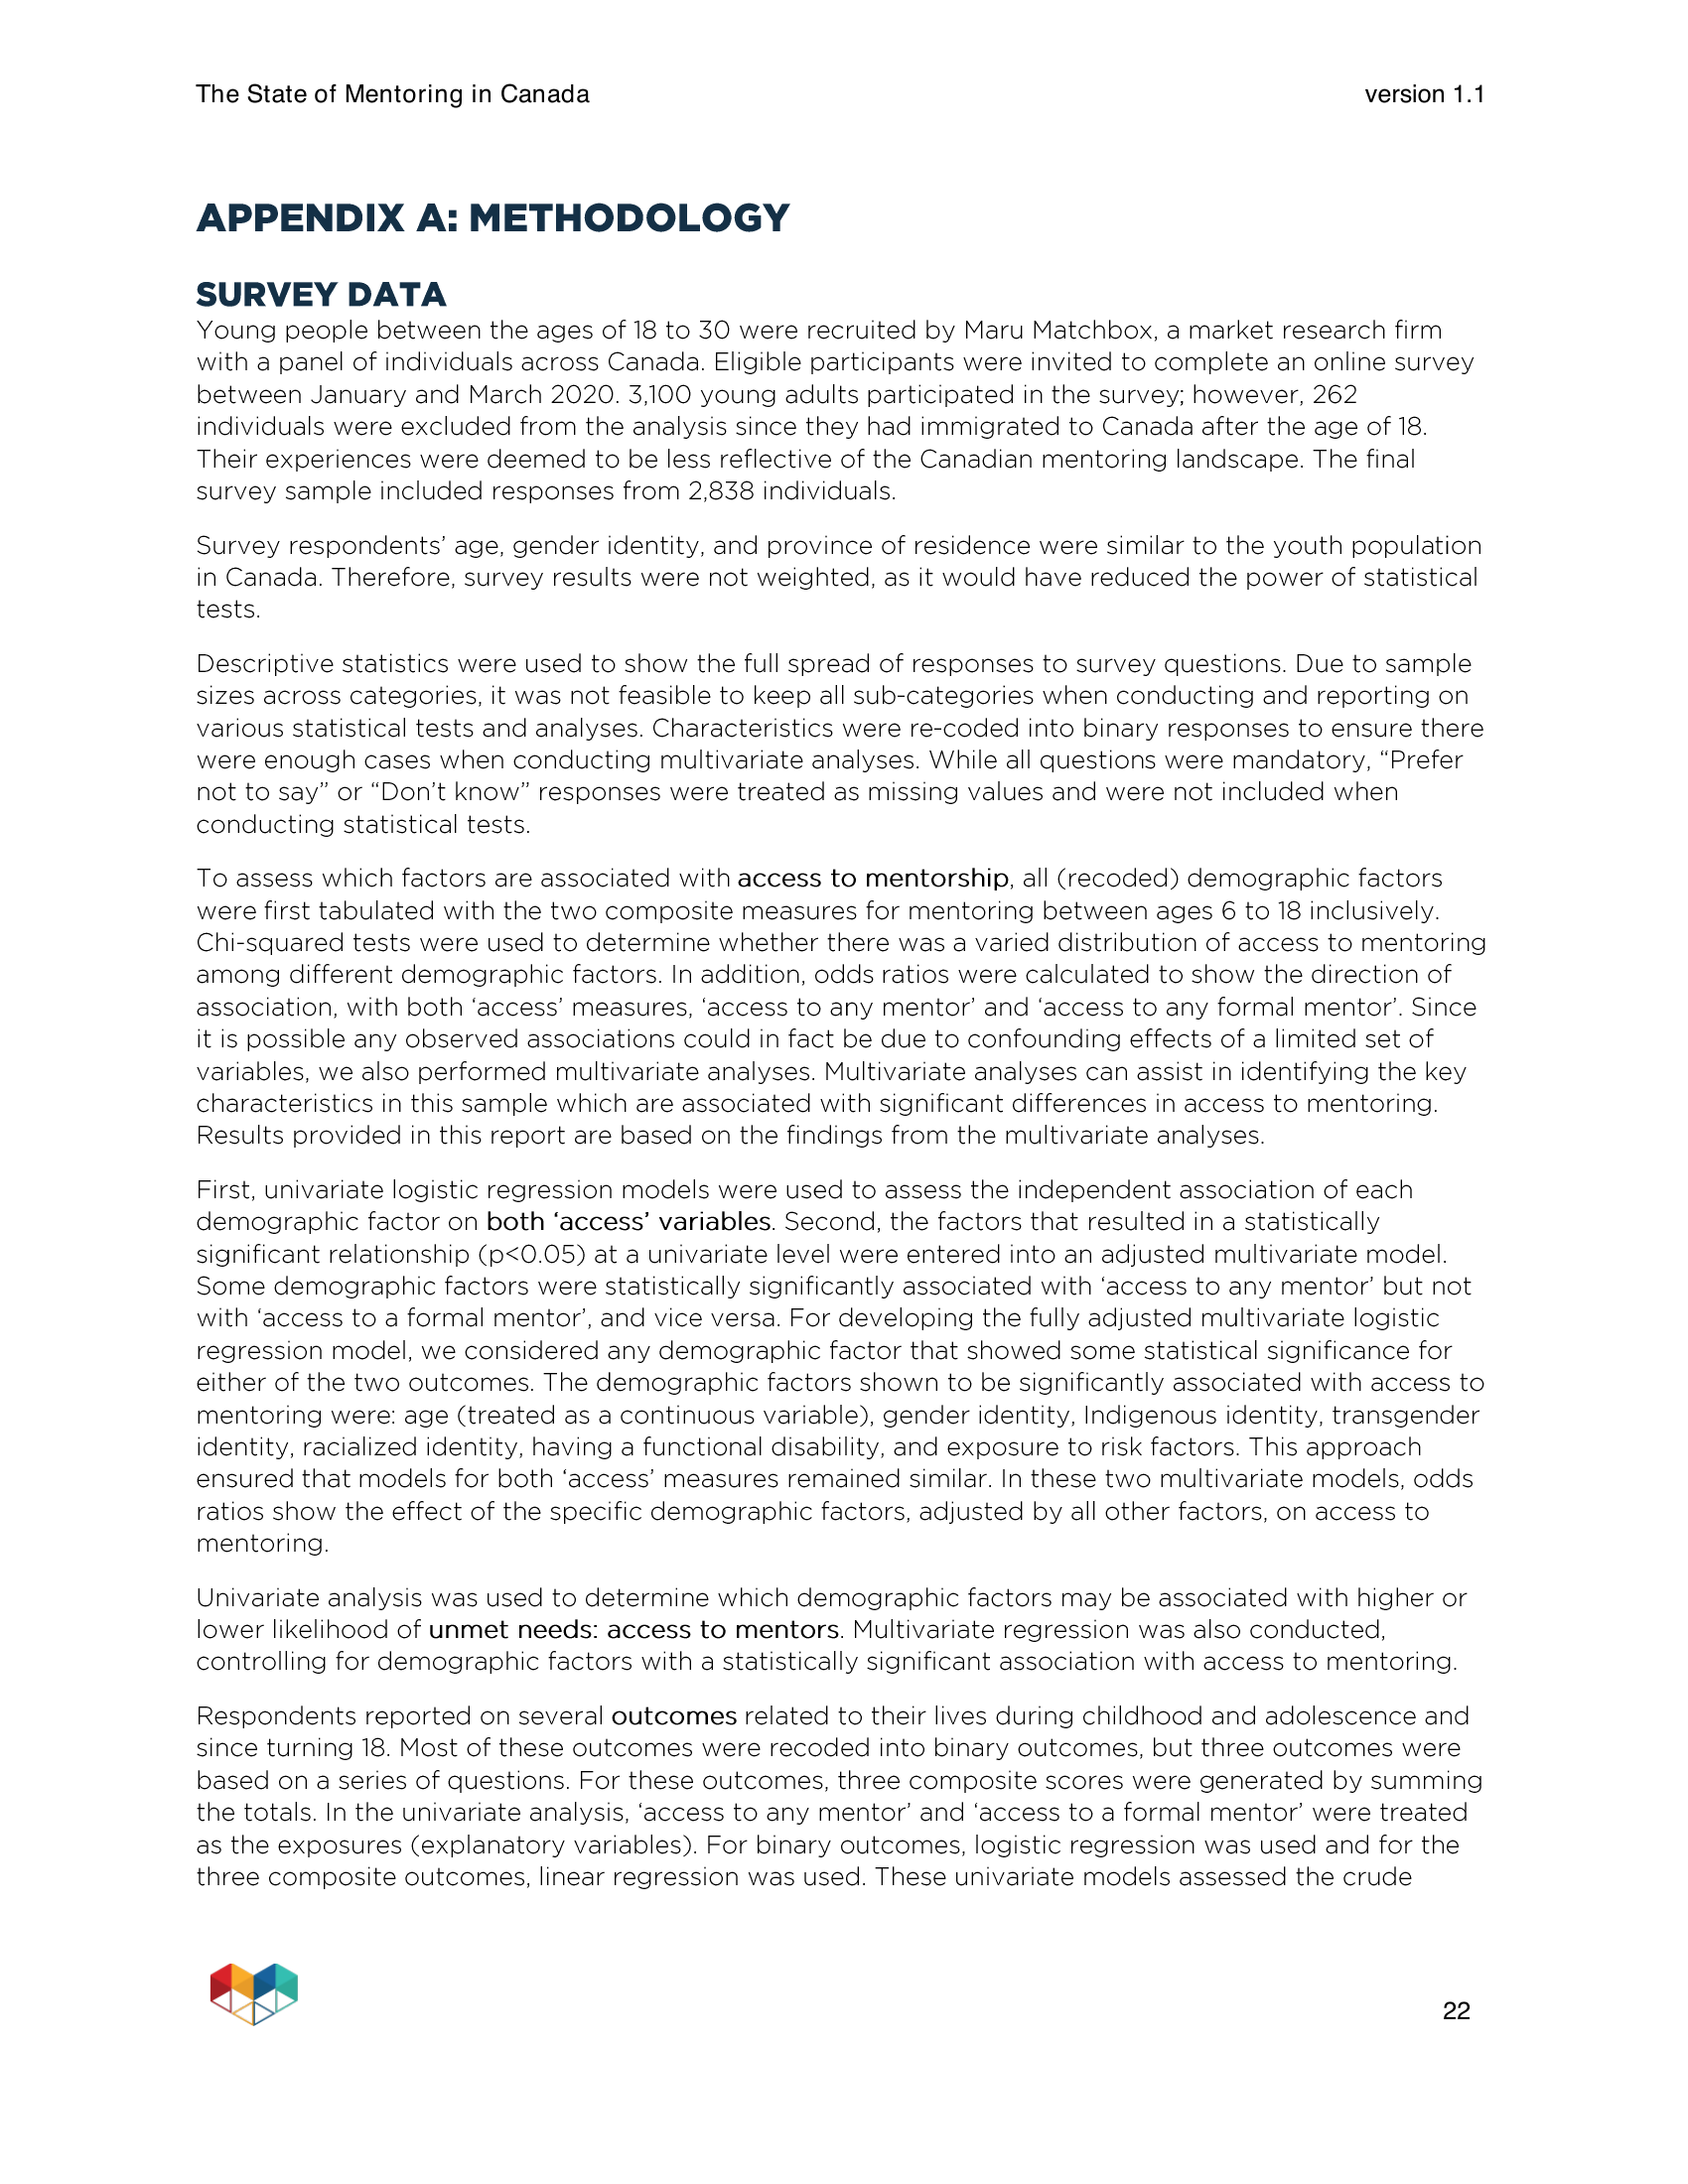 The State of Mentoring in Canada
version 1.1
APPENDIX A: METHODOLOGY
SURVEY DATA
Young people between the ages of 18 to 30 were recruited by Maru Matchbox, a market research firm
with a panel of individuals across Canada. Eligible participants were invited to complete an online survey
between January and March 2020. 3,100 young adults participated in the survey; however, 262
individuals were excluded from the analysis since they had immigrated to Canada after the age of 18.
Their experiences were deemed to be less reflective of the Canadian mentoring landscape. The final
survey sample included responses from 2,838 individuals.
Survey respondents’ age, gender identity, and province of residence were similar to the youth population
in Canada. Therefore, survey results were not weighted, as it would have reduced the power of statistical
tests.
Descriptive statistics were used to show the full spread of responses to survey questions. Due to sample
sizes across categories, it was not feasible to keep all sub-categories when conducting and reporting on
various statistical tests and analyses. Characteristics were re-coded into binary responses to ensure there
were enough cases when conducting multivariate analyses. While all questions were mandatory, “Prefer
not to say” or “Don’t know” responses were treated as missing values and were not included when
conducting statistical tests.
To assess which factors are associated with access to mentorship, all (recoded) demographic factors
were first tabulated with the two composite measures for mentoring between ages 6 to 18 inclusively.
Chi-squared tests were used to determine whether there was a varied distribution of access to mentoring
among different demographic factors. In addition, odds ratios were calculated to show the direction of
association, with both ‘access’ measures, ‘access to any mentor’ and ‘access to any formal mentor’. Since
it is possible any observed associations could in fact be due to confounding effects of a limited set of
variables, we also performed multivariate analyses. Multivariate analyses can assist in identifying the key
characteristics in this sample which are associated with significant differences in access to mentoring.
Results provided in this report are based on the findings from the multivariate analyses.
First, univariate logistic regression models were used to assess the independent association of each
demographic factor on both ‘access’ variables. Second, the factors that resulted in a statistically
significant relationship (p<0.05) at a univariate level were entered into an adjusted multivariate model.
Some demographic factors were statistically significantly associated with ‘access to any mentor’ but not
with ‘access to a formal mentor’, and vice versa. For developing the fully adjusted multivariate logistic
regression model, we considered any demographic factor that showed some statistical significance for
either of the two outcomes. The demographic factors shown to be significantly associated with access to
mentoring were: age (treated as a continuous variable), gender identity, Indigenous identity, transgender
identity, racialized identity, having a functional disability, and exposure to risk factors. This approach
ensured that models for both ‘access’ measures remained similar. In these two multivariate models, odds
ratios show the effect of the specific demographic factors, adjusted by all other factors, on access to
mentoring.
Univariate analysis was used to determine which demographic factors may be associated with higher or
lower likelihood of unmet needs: access to mentors. Multivariate regression was also conducted,
controlling for demographic factors with a statistically significant association with access to mentoring.
Respondents reported on several outcomes related to their lives during childhood and adolescence and
since turning 18. Most of these outcomes were recoded into binary outcomes, but three outcomes were
based on a series of questions. For these outcomes, three composite scores were generated by summing
the totals. In the univariate analysis, ‘access to any mentor’ and ‘access to a formal mentor’ were treated
as the exposures (explanatory variables). For binary outcomes, logistic regression was used and for the
three composite outcomes, linear regression was used. These univariate models assessed the crude
22